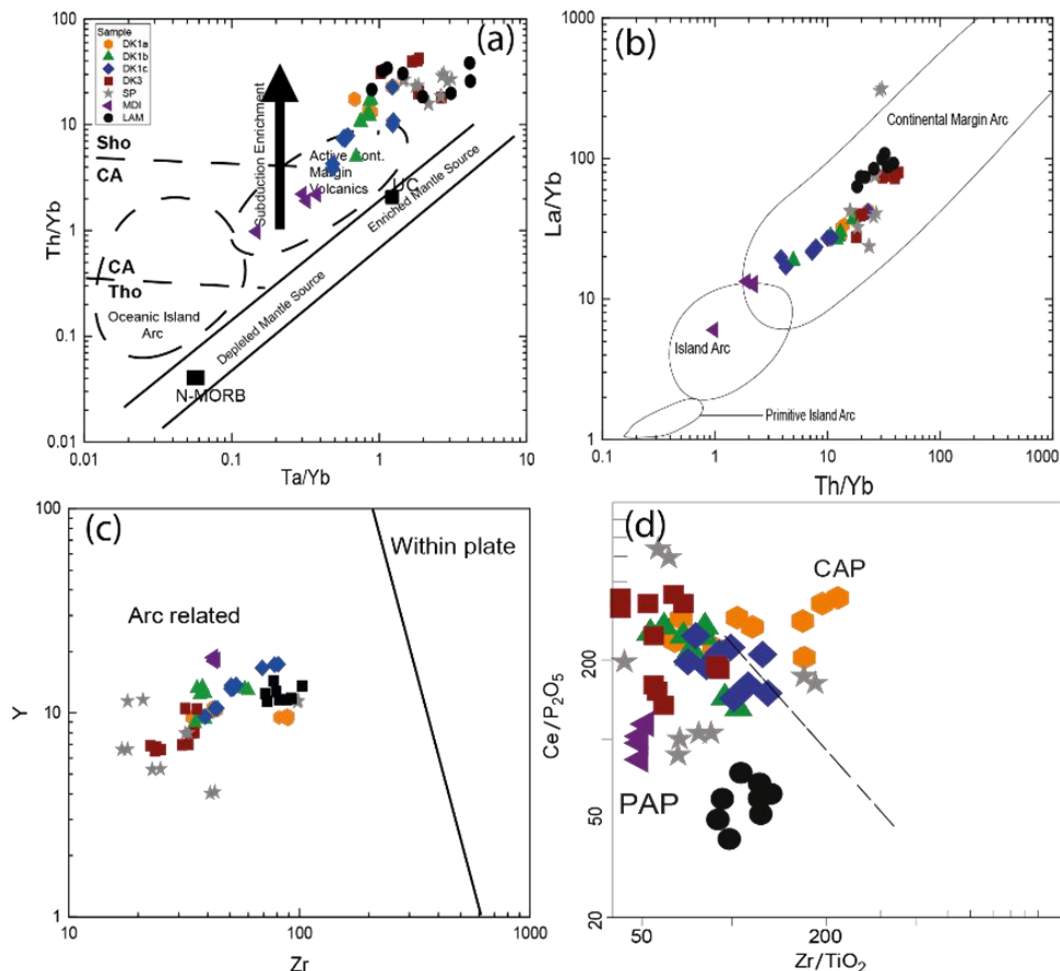 (a)
100
10
1
0.1
0.01
Th/Yb
Sample
DK1a
DK1b
DK1c
DK3
SP
MDI
LAM
Sho
CA
CA
Tho
Oceanic Island
Arc
Subduction Enrichment
Active Cont.
Margin
Volcanics
UC
Enriched Mantle Source
Depleted Mantle Source
N-MORB
0.01
0.1
1
10
Ta/Yb
(b)
1000
100
10
1
La/Yb
Continental Margin
Arc
Island Arc
Primitive Island Arc
0.1
1
10
100
1000
Th/Yb
(c)
100
10
1
Y
Arc related
Within plate
10
100
1000
Zr
(d)
200
50
20
Ce/P₂O₅
CAP
PAP
50
200
Zr/TiO₂